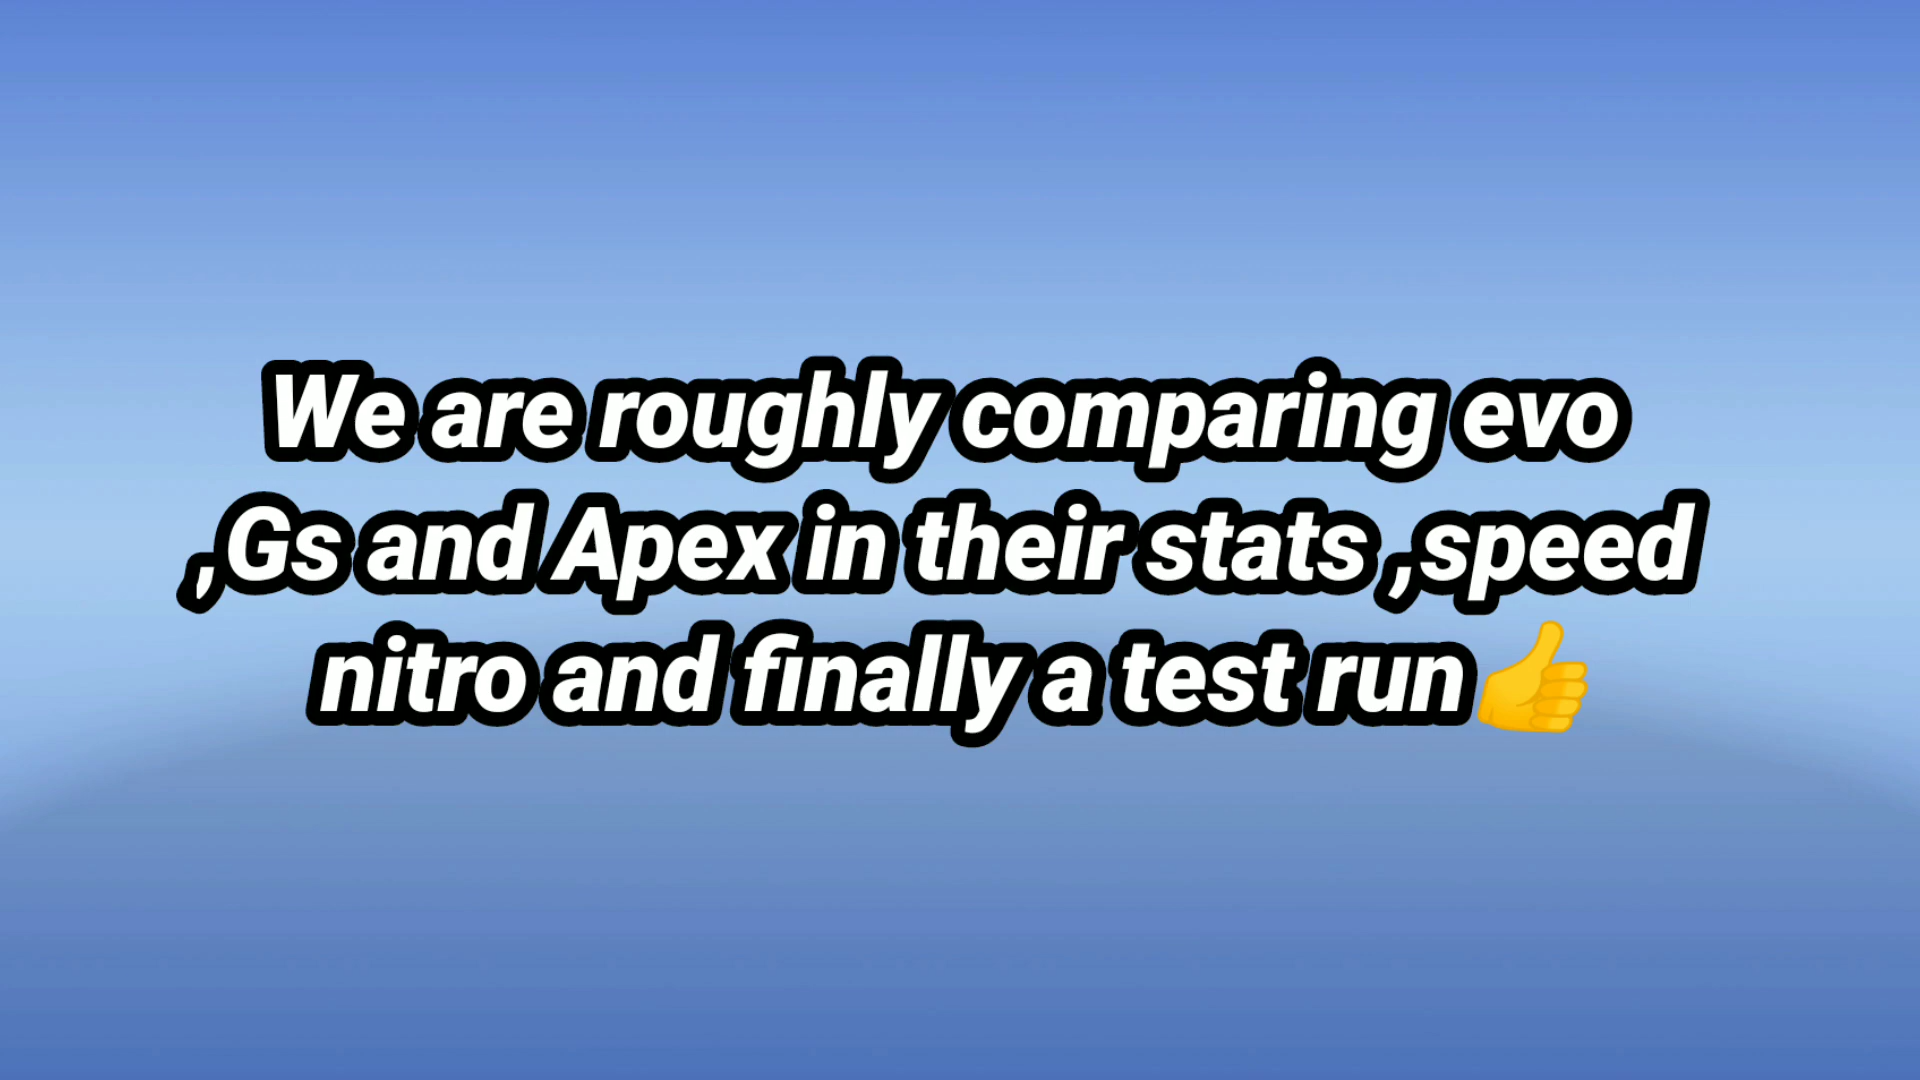 We are roughly comparing evo
,Gs and Apex in their stats ,speed
nitro and finally a test run👍